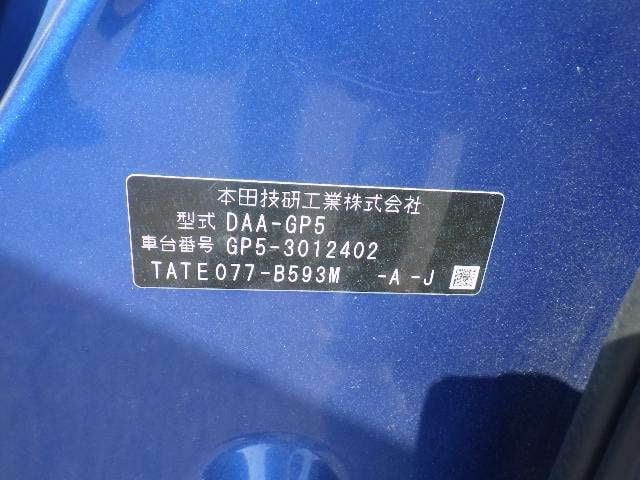 本田技研工業株式会社
型式 DAA-GP5
車台番号 GP5-3012402
TATE077-B593M -A -J